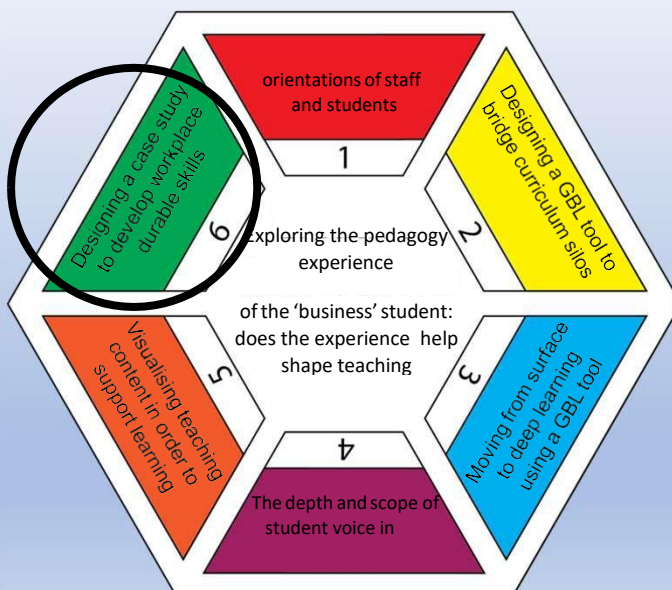 orientations of staff
and students
1
Designing a GBL tool to
bridge curriculum silos
2
Moving from surface
to deep learning
using a GBL tool
3
The depth and scope of
student voice in
4
Visualising teaching
content in order to
support learning
5
Designing a case study
to develop workplace
durable skills
6
Exploring the pedagogy
experience
of the 'business' student:
does the experience help
shape teaching